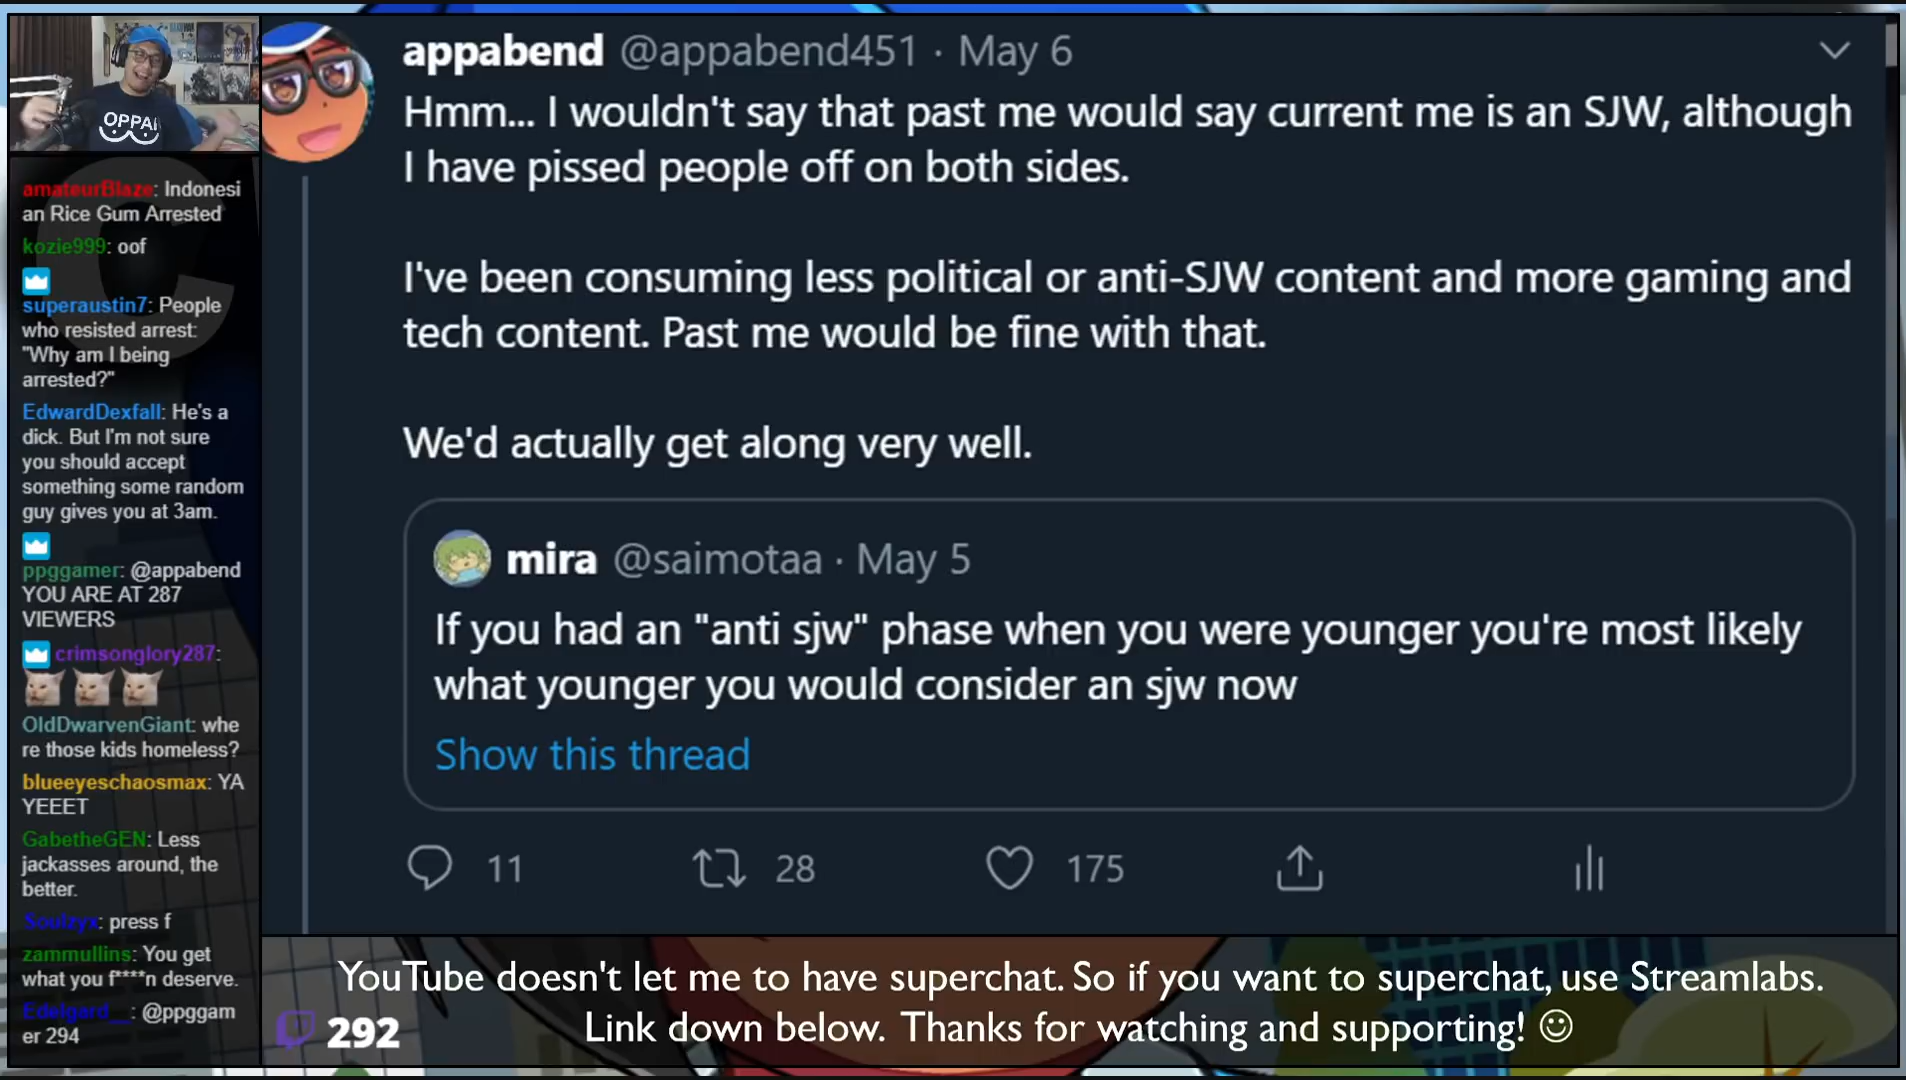 OPPAI
amateurBlaze: Indonesi
an Rice Gum Arrested
kozie999: oof
superaustin7: People
who resisted arrest:
"Why am I being
arrested?"
EdwardDexfall: He's a
dick. But I'm not sure
you should accept
something some random
guy gives you at 3am.
ppggamer: @appabend
YOU ARE AT 287
VIEWERS
crimsonglory287:
OldDwarvenGiant: whe
re those kids homeless?
blueeyeschaosmax: YA
YEEET
GabetheGEN: Less
jackasses around, the
better.
Soulzyx: press f
zammullins: You get
what you f****n deserve.
Edelgard__: @ppggam
er 294
appabend @appabend451 · May 6
Hmm... I wouldn't say that past me would say current me is an SJW, although
I have pissed people off on both sides.
I've been consuming less political or anti-SJW content and more gaming and
tech content. Past me would be fine with that.
We'd actually get along very well.
mira @saimotaa · May 5
If you had an "anti sjw" phase when you were younger you're most likely
what younger you would consider an sjw now
Show this thread
11 28 175
YouTube doesn't let me to have superchat. So if you want to superchat, use Streamlabs.
Link down below. Thanks for watching and supporting! ☺
292